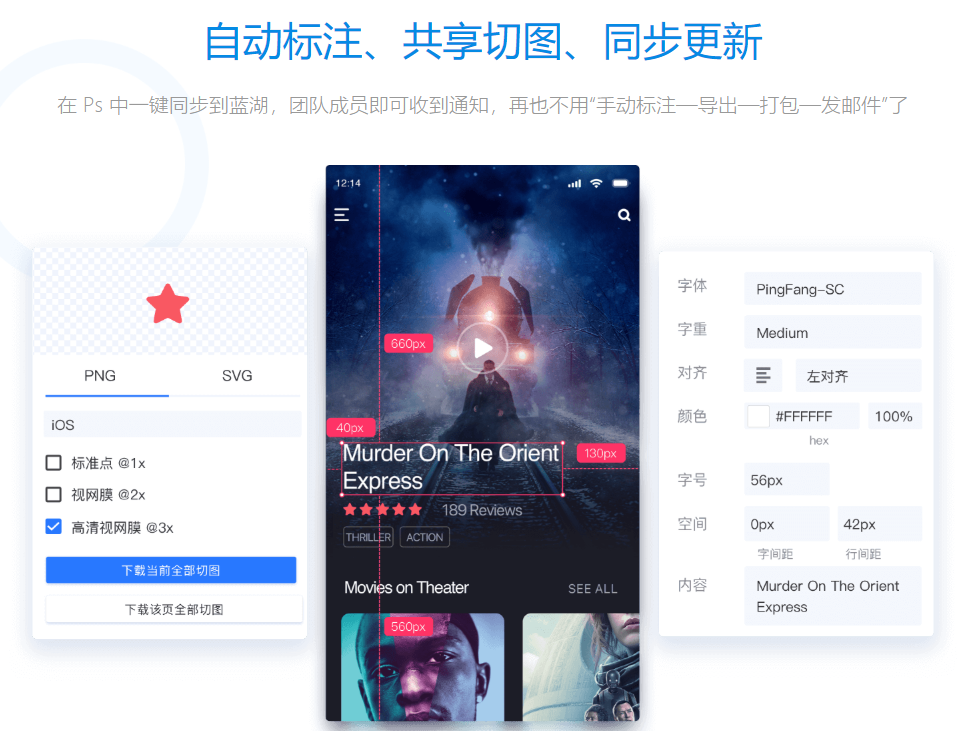 自动标注、共享切图、同步更新
在 Ps 中一键同步到蓝湖，团队成员即可收到通知，再也不用“手动标注—导出—打包—发邮件”了
PNG
SVG
iOS
标准点 @1x
视网膜 @2x
高清视网膜 @3x
下载当前全部切图
下载该页全部切图
12:14
660px
40px
130px
Murder On The Orient
Express
189 Reviews
THRILLER
ACTION
Movies on Theater
SEE ALL
560px
字体
PingFang-SC
字重
Medium
对齐
左对齐
颜色
#FFFFFF
100%
hex
字号
56px
空间
0px
42px
字间距
行间距
内容
Murder On The Orient
Express